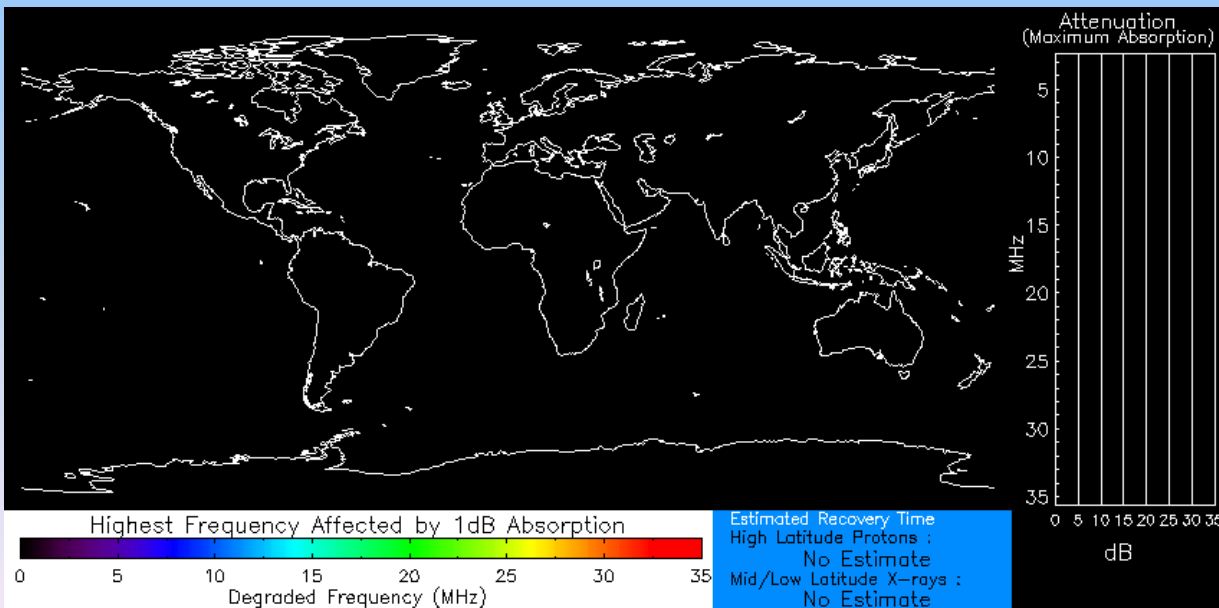 Attenuation
(Maximum Absorption)
5
10
15
20
25
30
35
MHz
0 5 10 15 20 25 30 35
dB
Highest Frequency Affected by 1dB Absorption
0 5 10 15 20 25 30 35
Degraded Frequency (MHz)
Estimated Recovery Time
High Latitude Protons :
No Estimate
Mid/Low Latitude X-rays :
No Estimate